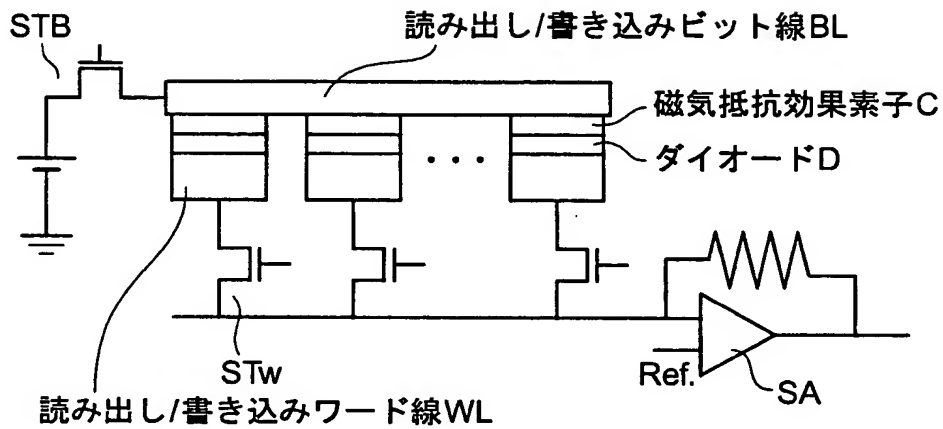 STB
読み出し/書き込みビット線BL
磁気抵抗効果素子C
ダイオードD
STw
Ref.
SA
読み出し/書き込みワード線WL